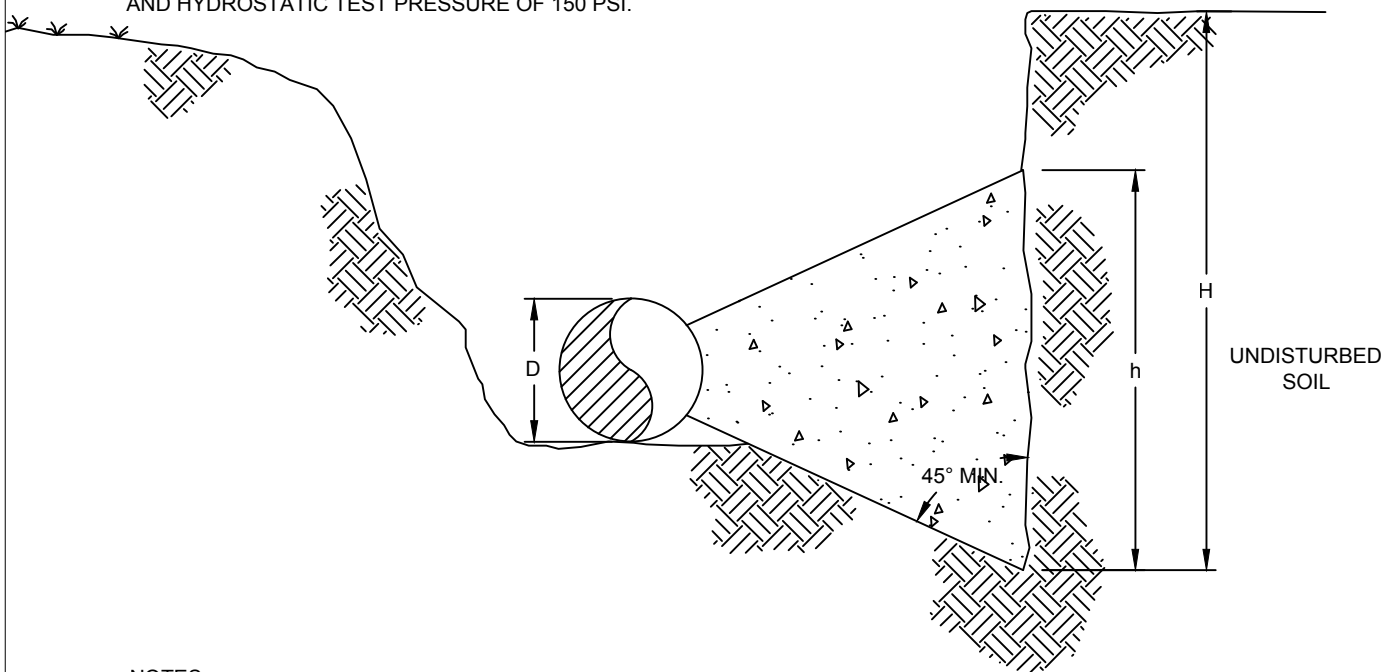 AND HYDROSTATIC TEST PRESSURE OF 150 PSI.
H
D
h
UNDISTURBED
SOIL
45° MIN.
NOTES